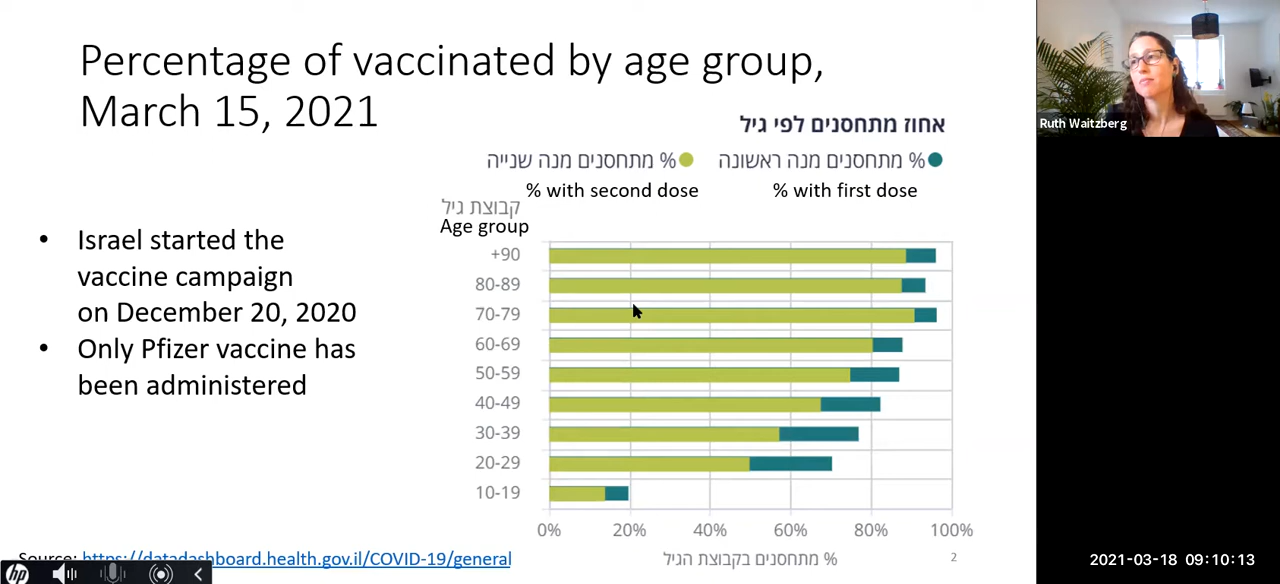 Percentage of vaccinated by age group,
March 15, 2021
Ruth Waitzberg
אחוז מתחסנים לפי גיל
% מתחסנים מנה ראשונה
% מתחסנים מנה שנייה
% with second dose
% with first dose
קבוצת גיל
Age group
• Israel started the
vaccine campaign
on December 20, 2020
• Only Pfizer vaccine has
been administered
+90
80-89
70-79
60-69
50-59
40-49
30-39
20-29
10-19
0% 20% 40% 60% 80% 100%
% מתחסנים בקבוצת הגיל
Source: https://datadashboard.health.gov.il/COVID-19/general
2
hp
2021-03-18 09:10:13